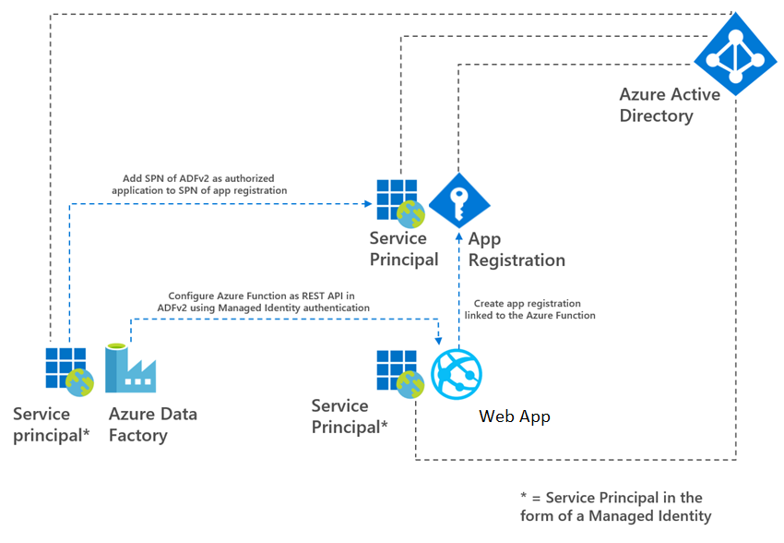 Azure Active
Directory
Add SPN of ADFv2 as authorized
application to SPN of app registration
Service
Principal
App
Registration
Configure Azure Function as REST API in
ADFv2 using Managed Identity authentication
Create app registration
linked to the Azure Function
Service
principal*
Azure Data
Factory
Service
Principal*
Web App
* = Service Principal in the
form of a Managed Identity